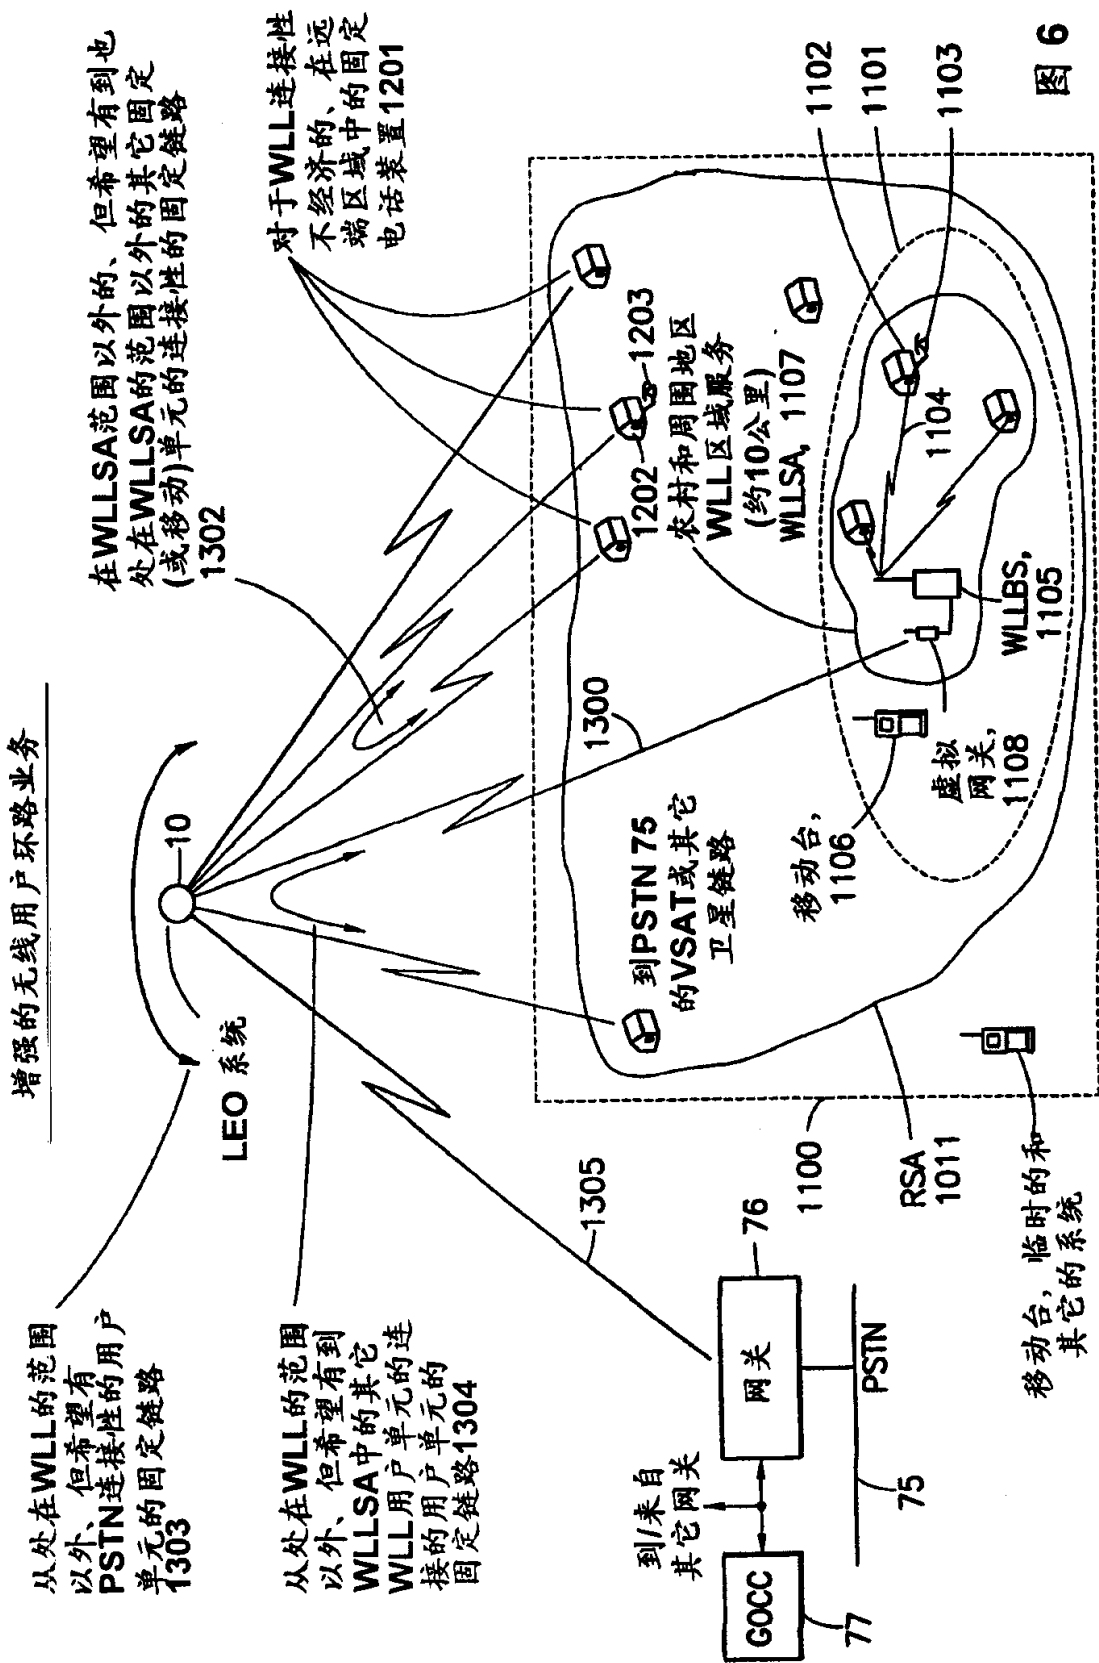 增强的无线用户环路业务
在WLLSA范围以外的、但希望有到也
处在WLLSA的范围以外的其它固定
(或移动)单元的连接性的固定链路
1302
对于WLL连接性
不经济的、在远
端区域中的固定
电话装置1201
10
LEO 系统
从处在WLL的范围
以外、但希望有
PSTN连接性的用户
单元的固定链路
1303
从处在WLL的范围
以外、但希望有到
WLLSA中的其它
WLL用户单元的连
接的用户单元的
固定链路1304
1305
1300
1202
1203
农村和周围地区
WLL区域服务
(约10公里)
WLLSA, 1107
到PSTN 75
的VSAT或其它
卫星链路
1104
1102
1101
1103
WLLBS,
1105
虚拟
网关,
1108
移动台,
1106
1100
RSA
1011
移动台, 临时的和
其它的系统
76
网关
PSTN
75
到/来自
其它网关
GOCC
77
图 6